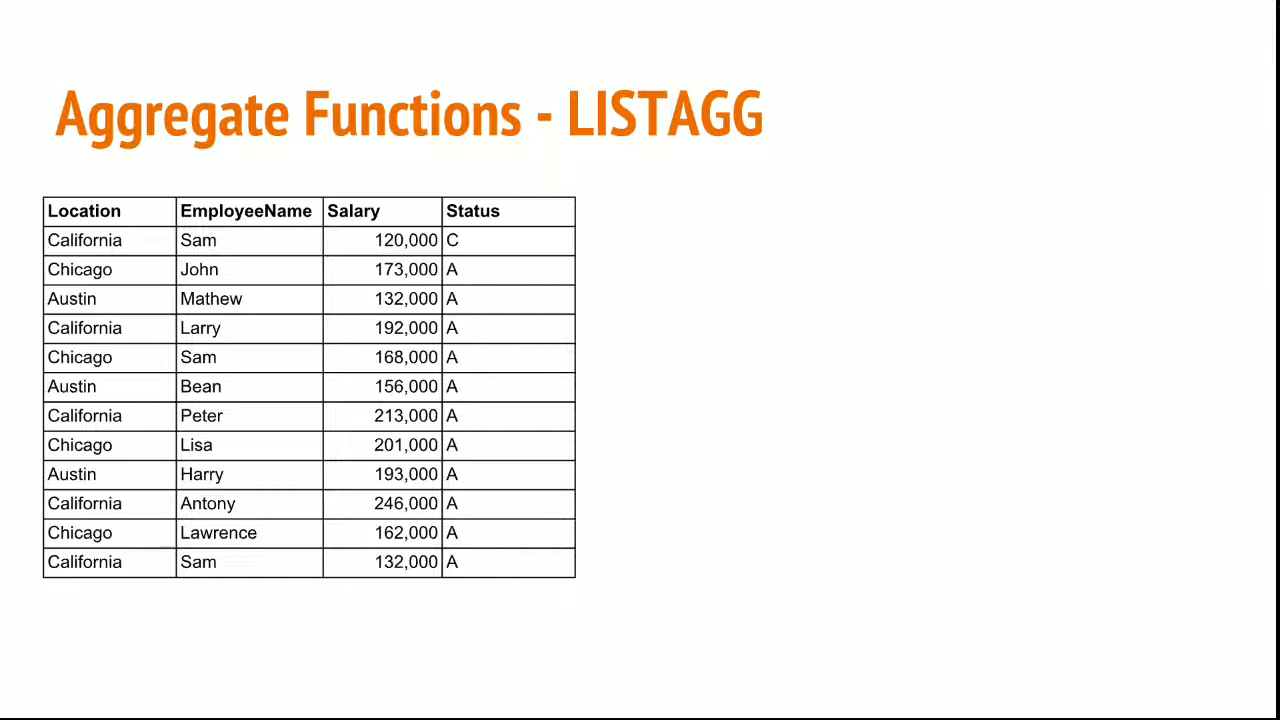 Aggregate Functions - LISTAGG
Location EmployeeName Salary Status
California Sam 120,000 C
Chicago John 173,000 A
Austin Mathew 132,000 A
California Larry 192,000 A
Chicago Sam 168,000 A
Austin Bean 156,000 A
California Peter 213,000 A
Chicago Lisa 201,000 A
Austin Harry 193,000 A
California Antony 246,000 A
Chicago Lawrence 162,000 A
California Sam 132,000 A